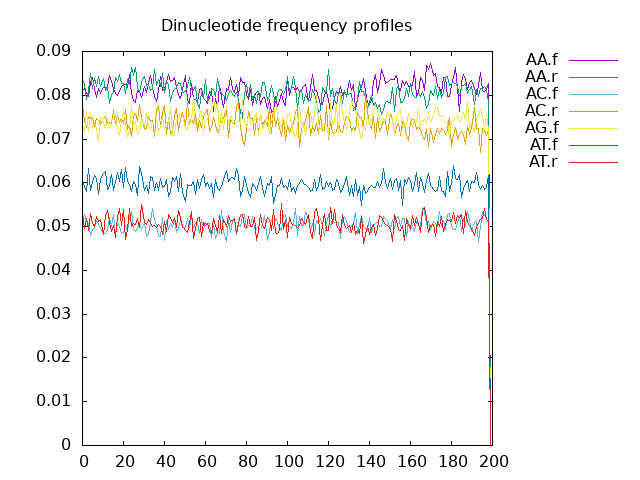 Dinucleotide frequency profiles
0.09
0.08
0.07
0.06
0.05
0.04
0.03
0.02
0.01
0
0 20 40 60 80 100 120 140 160 180 200
AA.f
AA.r
AC.f
AC.r
AG.f
AT.f
AT.r